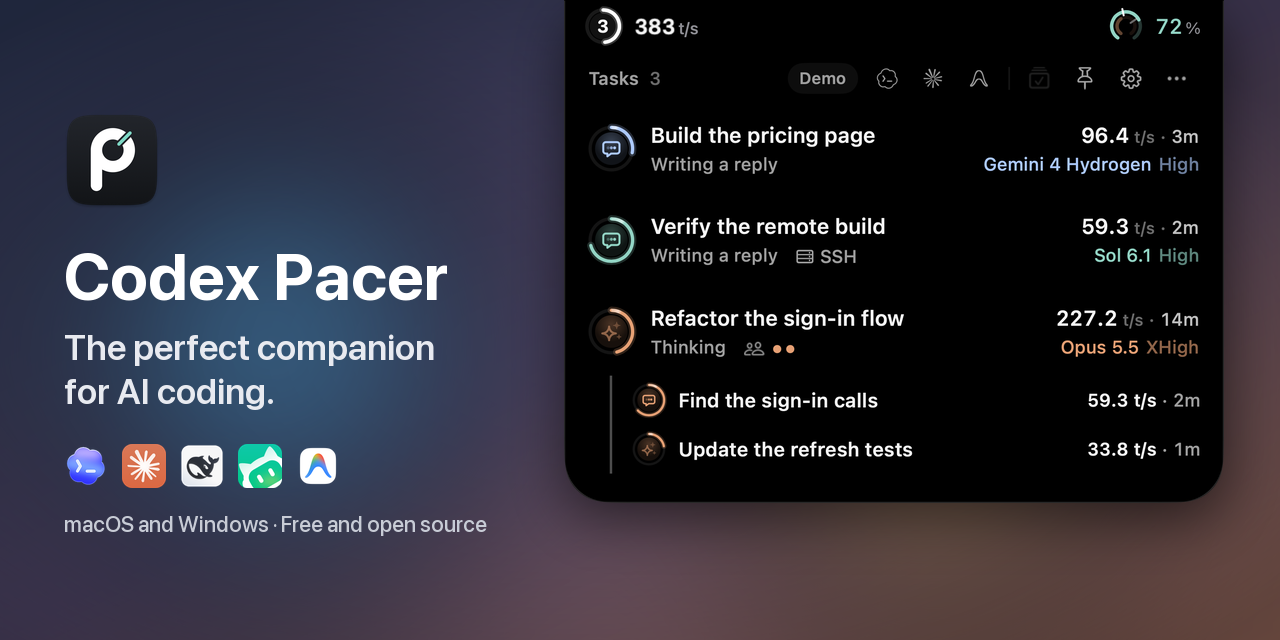 3 383 t/s 72 %
Tasks 3 Demo
Build the pricing page 96.4 t/s · 3m
Writing a reply Gemini 4 Hydrogen High
Verify the remote build 59.3 t/s · 2m
Writing a reply SSH Sol 6.1 High
Refactor the sign-in flow 227.2 t/s · 14m
Thinking Opus 5.5 XHigh
Find the sign-in calls 59.3 t/s · 2m
Update the refresh tests 33.8 t/s · 1m
Codex Pacer
The perfect companion
for AI coding.
macOS and Windows · Free and open source